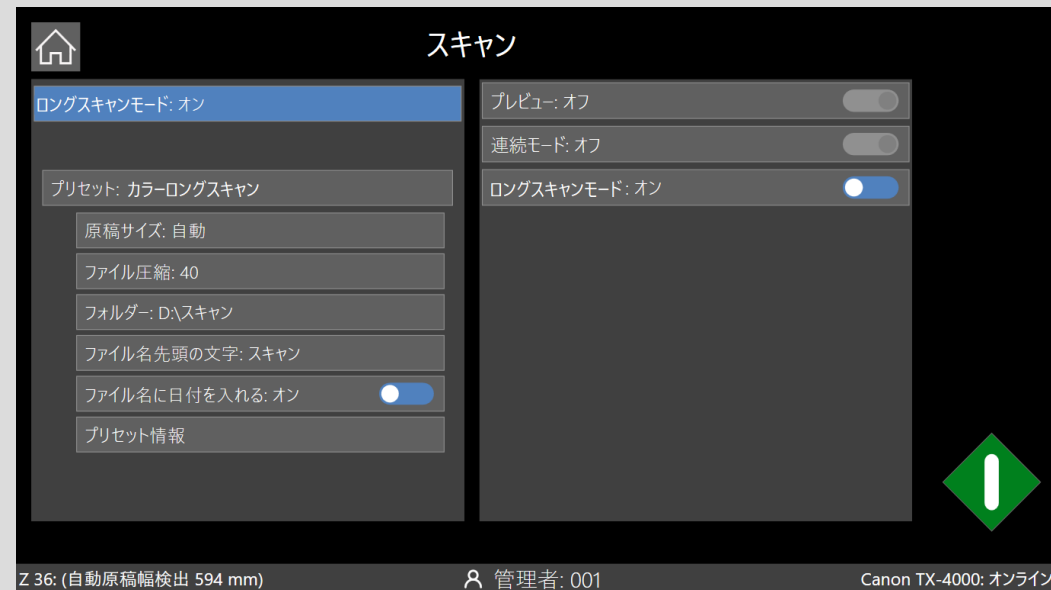 スキャン
ロングスキャンモード: オン
プリセット: カラーロングスキャン
原稿サイズ: 自動
ファイル圧縮: 40
フォルダー: D:\スキャン
ファイル名先頭の文字: スキャン
ファイル名に日付を入れる: オン
プリセット情報
プレビュー: オフ
連続モード: オフ
ロングスキャンモード: オン
Z 36: (自動原稿幅検出 594 mm)
管理者: 001
Canon TX-4000: オンライン